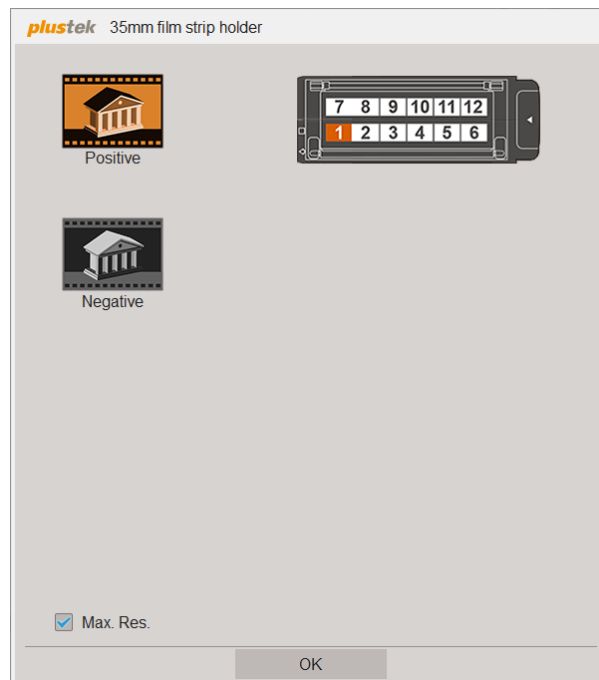 plustek 35mm film strip holder
7 8 9 10 11 12
1 2 3 4 5 6
Positive
Negative
Max. Res.
OK